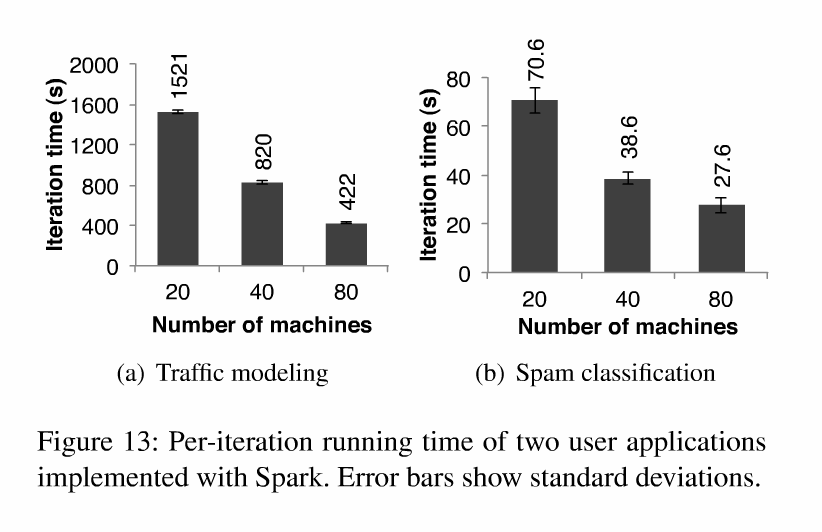 2000
1600
1200
800
400
0
Iteration time (s)
1521
820
422
20 40 80
Number of machines
(a) Traffic modeling
80
60
40
20
0
Iteration time (s)
70.6
38.6
27.6
20 40 80
Number of machines
(b) Spam classification
Figure 13: Per-iteration running time of two user applications
implemented with Spark. Error bars show standard deviations.